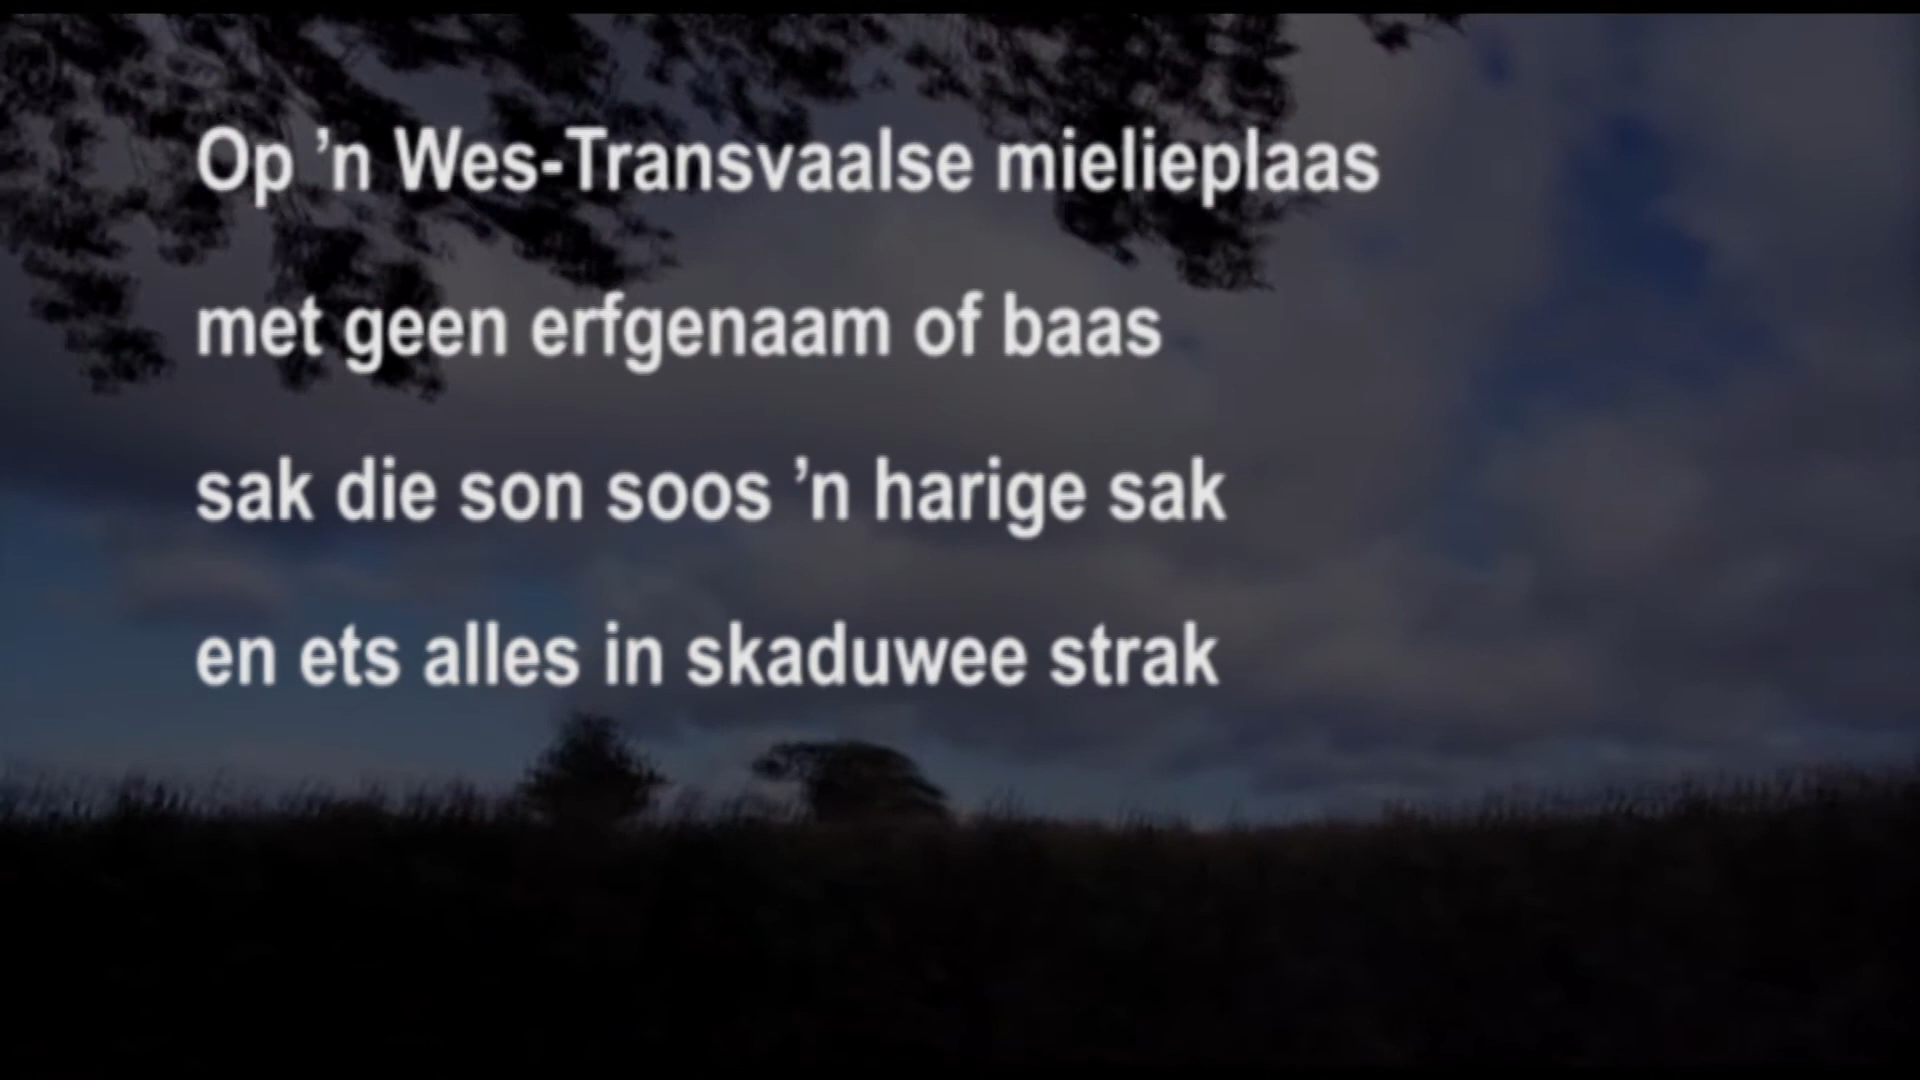 Op ’n Wes-Transvaalse mielieplaas
met geen erfgenaam of baas
sak die son soos ’n harige sak
en ets alles in skaduwee strak